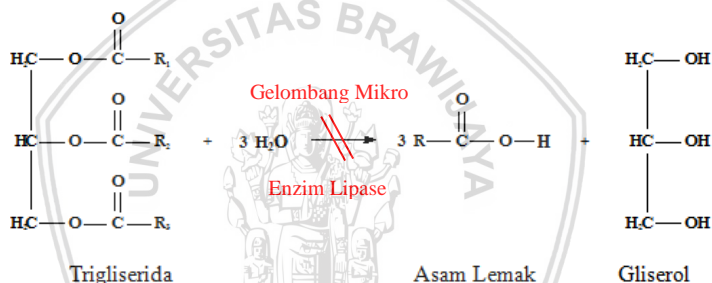 UNIVERSITAS BRAWIJAYA
O
H₂C — O — C — R₁
Gelombang Mikro
H₂C — OH
O
O
HC — O — C — R₂ + 3 H₂O 3 R — C — O — H + HC — OH
Enzim Lipase
O
H₂C — O — C — R₃
H₂C — OH
Trigliserida Asam Lemak Gliserol